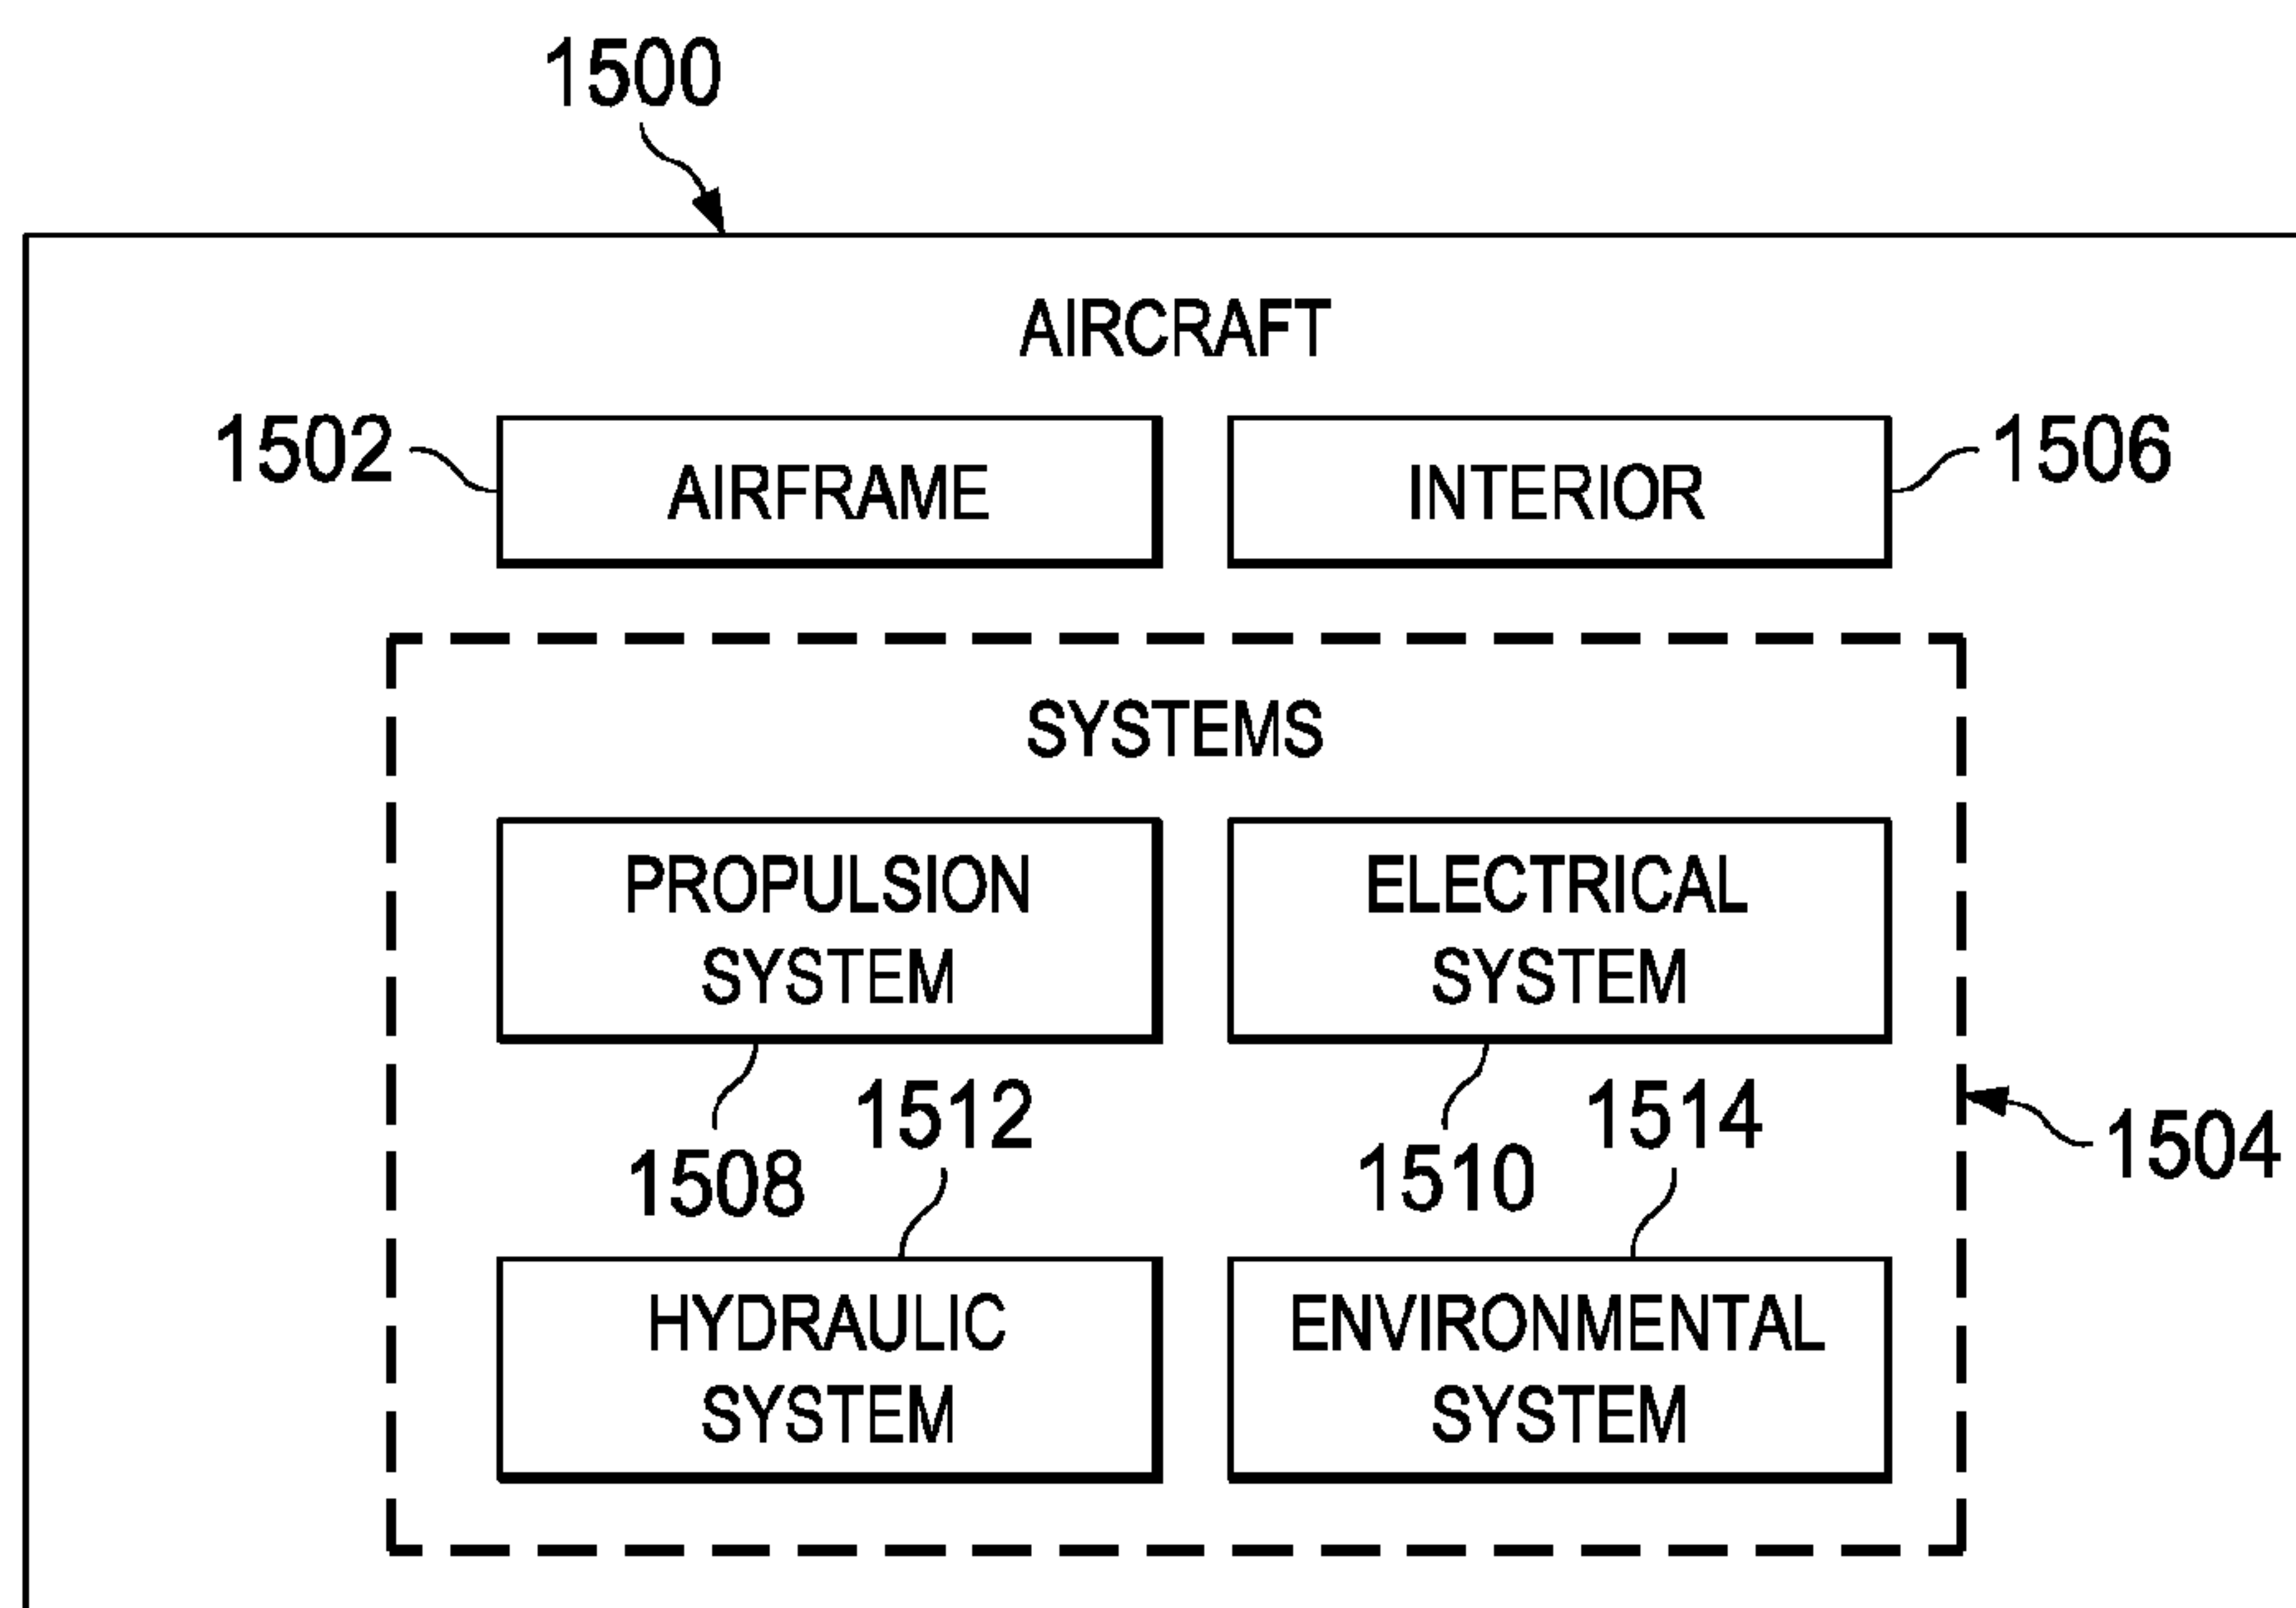 1500
AIRCRAFT
1502
AIRFRAME
INTERIOR
1506
SYSTEMS
PROPULSION
SYSTEM
ELECTRICAL
SYSTEM
1508
1512
1510
1514
1504
HYDRAULIC
SYSTEM
ENVIRONMENTAL
SYSTEM